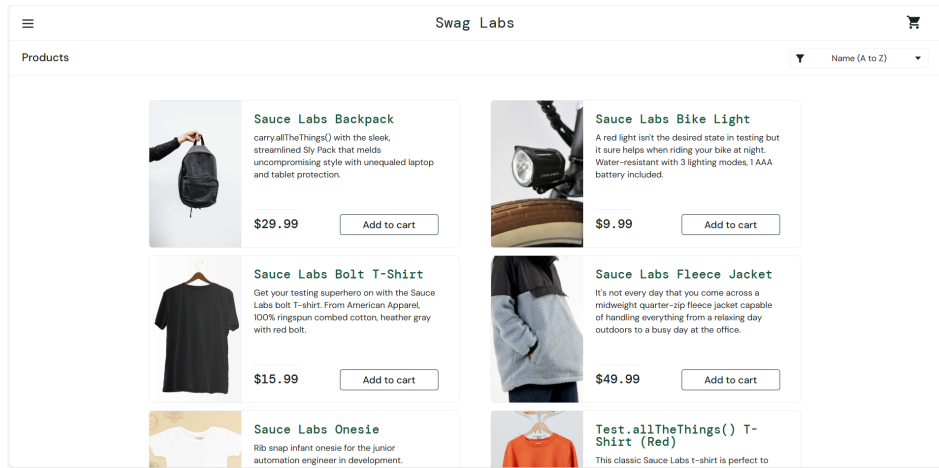 Swag Labs
Products
Name (A to Z)
Sauce Labs Backpack
carry.allTheThings() with the sleek,
streamlined Sly Pack that melds
uncompromising style with unequaled laptop
and tablet protection.
$29.99
Add to cart
Sauce Labs Bike Light
A red light isn't the desired state in testing but
it sure helps when riding your bike at night.
Water-resistant with 3 lighting modes, 1 AAA
battery included.
$9.99
Add to cart
Sauce Labs Bolt T-Shirt
Get your testing superhero on with the Sauce
Labs bolt T-shirt. From American Apparel,
100% ringspun combed cotton, heather gray
with red bolt.
$15.99
Add to cart
Sauce Labs Fleece Jacket
It's not every day that you come across a
midweight quarter-zip fleece jacket capable
of handling everything from a relaxing day
outdoors to a busy day at the office.
$49.99
Add to cart
Sauce Labs Onesie
Rib snap infant onesie for the junior
automation engineer in development.
Test.allTheThings() T-
Shirt (Red)
This classic Sauce Labs t-shirt is perfect to